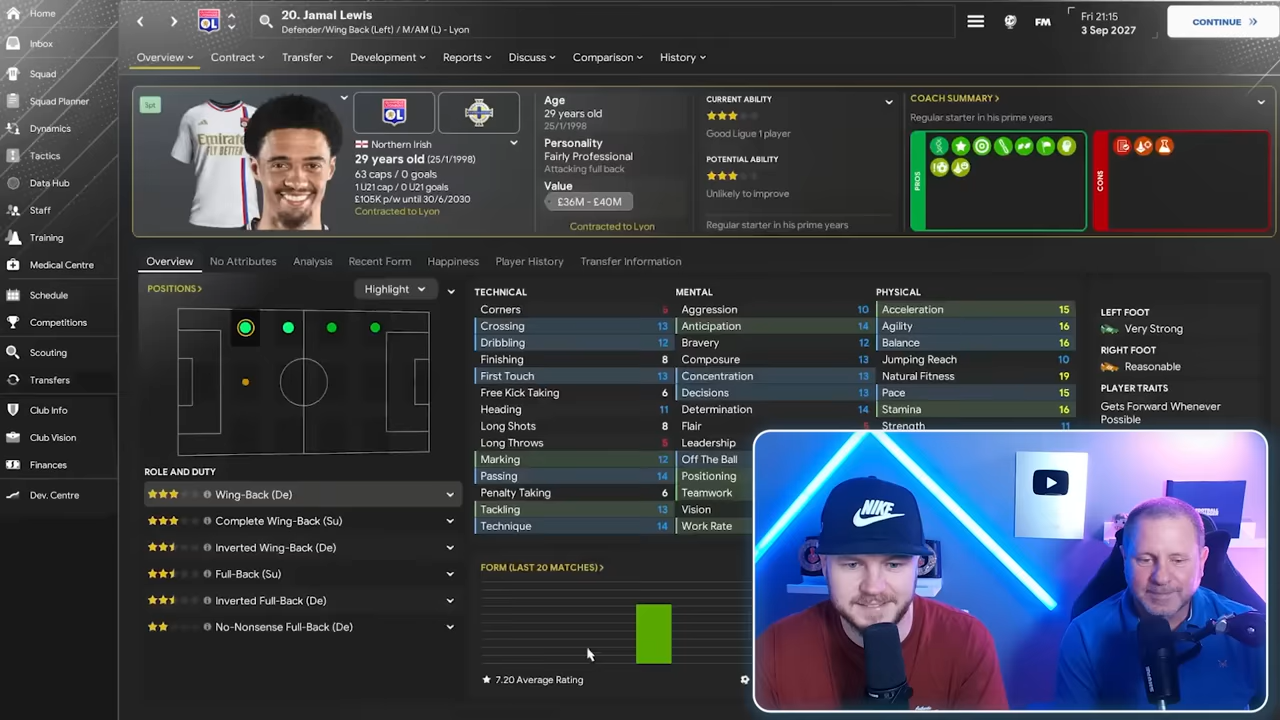 Home
Inbox
Squad
Squad Planner
Dynamics
Tactics
Data Hub
Staff
Training
Medical Centre
Schedule
Competitions
Scouting
Transfers
Club Info
Club Vision
Finances
Dev. Centre
20. Jamal Lewis
Defender/Wing Back (Left) / M/AM (L) - Lyon
FM
Fri 21:15
3 Sep 2027
CONTINUE
Overview
Contract
Transfer
Development
Reports
Discuss
Comparison
History
Spt
Emirates
FLY BETTER
Northern Irish
29 years old (25/1/1998)
63 caps / 0 goals
1 U21 cap / 0 U21 goals
£105K p/w until 30/6/2030
Contracted to Lyon
Age
29 years old
25/1/1998
Personality
Fairly Professional
Attacking full back
Value
£36M - £40M
Contracted to Lyon
CURRENT ABILITY
Good Ligue 1 player
POTENTIAL ABILITY
Unlikely to improve
Regular starter in his prime years
COACH SUMMARY >
Regular starter in his prime years
PROS
CONS
Overview
No Attributes
Analysis
Recent Form
Happiness
Player History
Transfer Information
POSITIONS >
Highlight
ROLE AND DUTY
Wing-Back (De)
Complete Wing-Back (Su)
Inverted Wing-Back (De)
Full-Back (Su)
Inverted Full-Back (De)
No-Nonsense Full-Back (De)
TECHNICAL
Corners 5
Crossing 13
Dribbling 12
Finishing 8
First Touch 13
Free Kick Taking 6
Heading 11
Long Shots 8
Long Throws 5
Marking 12
Passing 14
Penalty Taking 6
Tackling 13
Technique 14
MENTAL
Aggression 10
Anticipation 14
Bravery 12
Composure 13
Concentration 13
Decisions 13
Determination 14
Flair 5
Leadership
Off The Ball
Positioning
Teamwork
Vision
Work Rate
PHYSICAL
Acceleration 15
Agility 16
Balance 16
Jumping Reach 10
Natural Fitness 19
Pace 15
Stamina 16
Strength 11
LEFT FOOT
Very Strong
RIGHT FOOT
Reasonable
PLAYER TRAITS
Gets Forward Whenever
Possible
FORM (LAST 20 MATCHES) >
7.20 Average Rating
NIKE